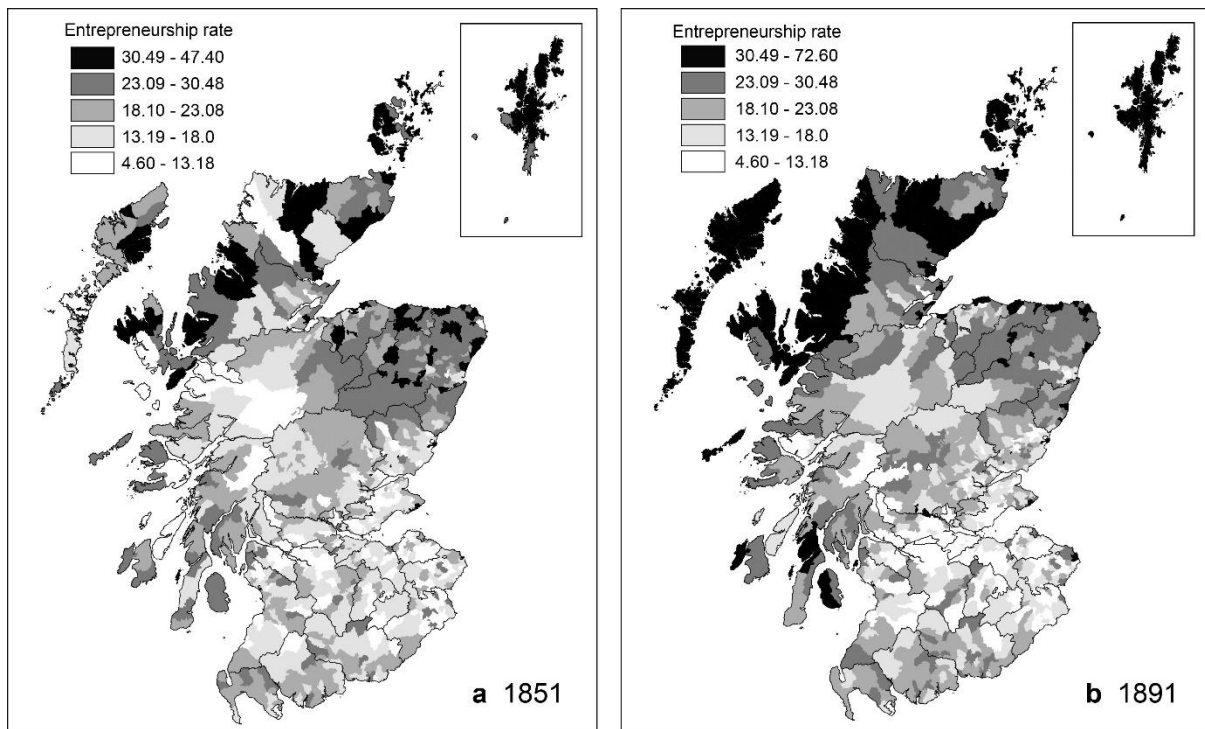 Entrepreneurship rate
30.49 - 47.40
23.09 - 30.48
18.10 - 23.08
13.19 - 18.0
4.60 - 13.18
a 1851
Entrepreneurship rate
30.49 - 72.60
23.09 - 30.48
18.10 - 23.08
13.19 - 18.0
4.60 - 13.18
b 1891